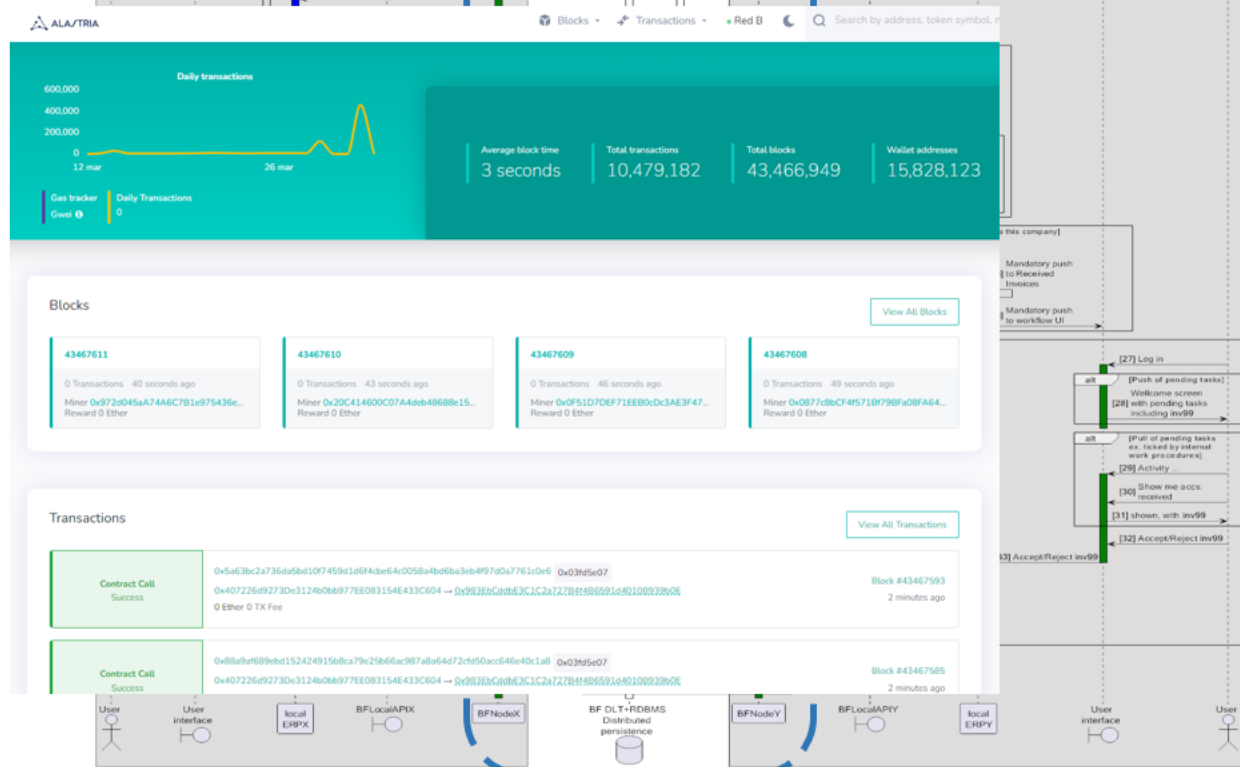 ALASTRIA
Blocks
Transactions
Red B
Search by address, token symbol,
Daily transactions
600,000
400,000
200,000
0
12 mar
26 mar
Gas tracker
Gwei
Daily Transactions
0
Average block time
3 seconds
Total transactions
10,479,182
Total blocks
43,466,949
Wallet addresses
15,828,123
Blocks
View All Blocks
43467611
0 Transactions 40 seconds ago
Miner 0x972d045aA74A6C7B1e975436e...
Reward 0 Ether
43467610
0 Transactions 43 seconds ago
Miner 0x20C414600C07A4deb48688e15...
Reward 0 Ether
43467609
0 Transactions 46 seconds ago
Miner 0x0F51D7DEF71EEB0cDc3AE3F47...
Reward 0 Ether
43467608
0 Transactions 49 seconds ago
Miner 0x0877c8bCF4f571Bf79BFa08FA64...
Reward 0 Ether
Transactions
View All Transactions
Contract Call
Success
0x5a63bc2a736da5bd10f7459d1d6f4cbe64c0058a4bd6ba3eb4f97d0a7761c0e6 0x03fd5e07
0x407226d9273De3124b0bb977EE083154E433C604 → 0x983EbCddbE3C1C2a727B4f4B6591d4010B939b0E
0 Ether 0 TX Fee
Block #43467593
2 minutes ago
Contract Call
Success
0x88a9af689ebd152424915b8ca79e25b66ac987a8a64d72cfd50acc646e40c1a8 0x03fd5e07
0x407226d9273De3124b0bb977EE083154E433C604 → 0x983EbCddbE3C1C2a727B4f4B6591d4010B939b0E
Block #43467585
2 minutes ago
this company]
Mandatory push
to Received
Invoices
Mandatory push
to workflow UI
[27] Log in
alt
[Push of pending tasks]
Wellcome screen
[28] with pending tasks
including inv99
alt
[Pull of pending tasks
ex. ticked by internal
work procedures]
[29] Activity ...
[30] Show me accs.
received
[31] shown, with inv99
[32] Accept/Reject inv99
33] Accept/Reject inv99
User
User
interface
local
ERPX
BFLocalAPIX
BFNodeX
BF DLT+RDBMS
Distributed
persistence
BFNodeY
BFLocalAPIY
local
ERPY
User
interface
User